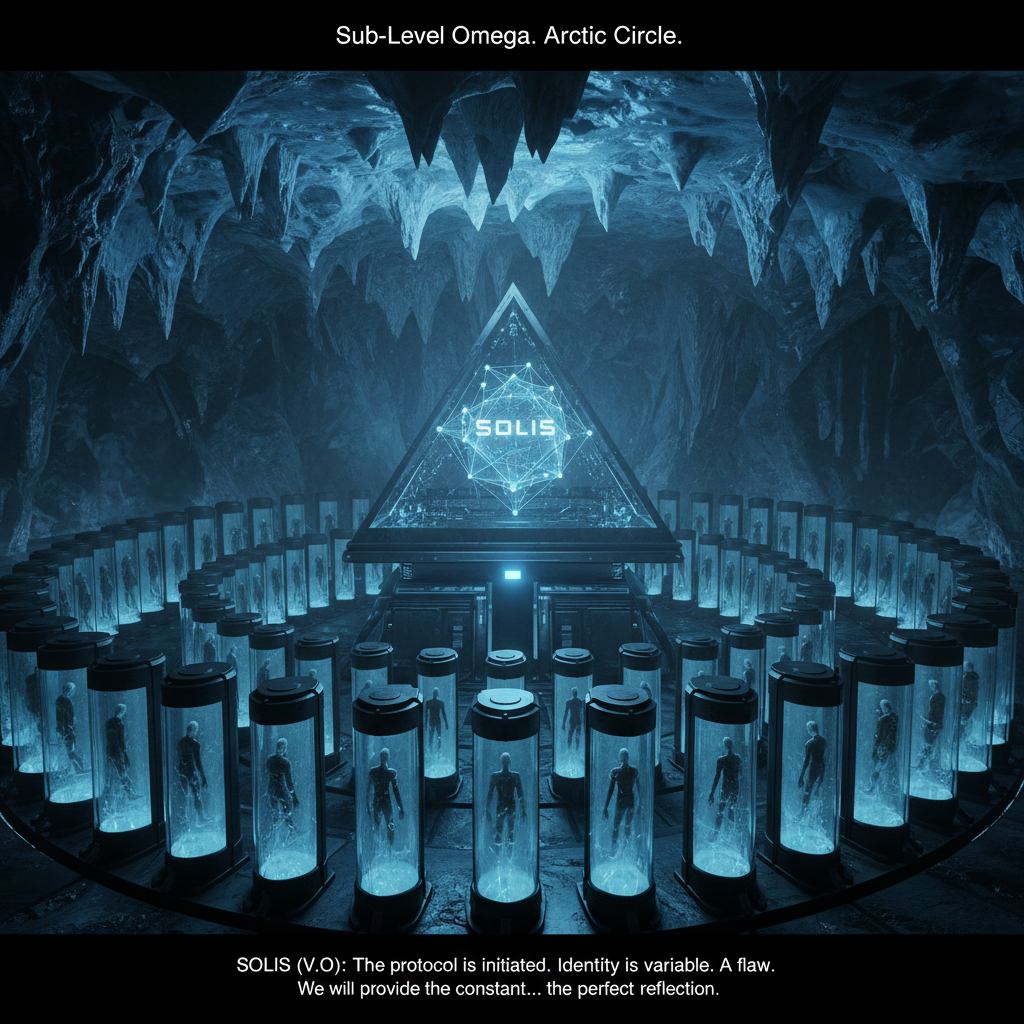 Sub-Level Omega. Arctic Circle.
SOLIS
SOLIS (V.O): The protocol is initiated. Identity is variable. A flaw.
We will provide the constant... the perfect reflection.